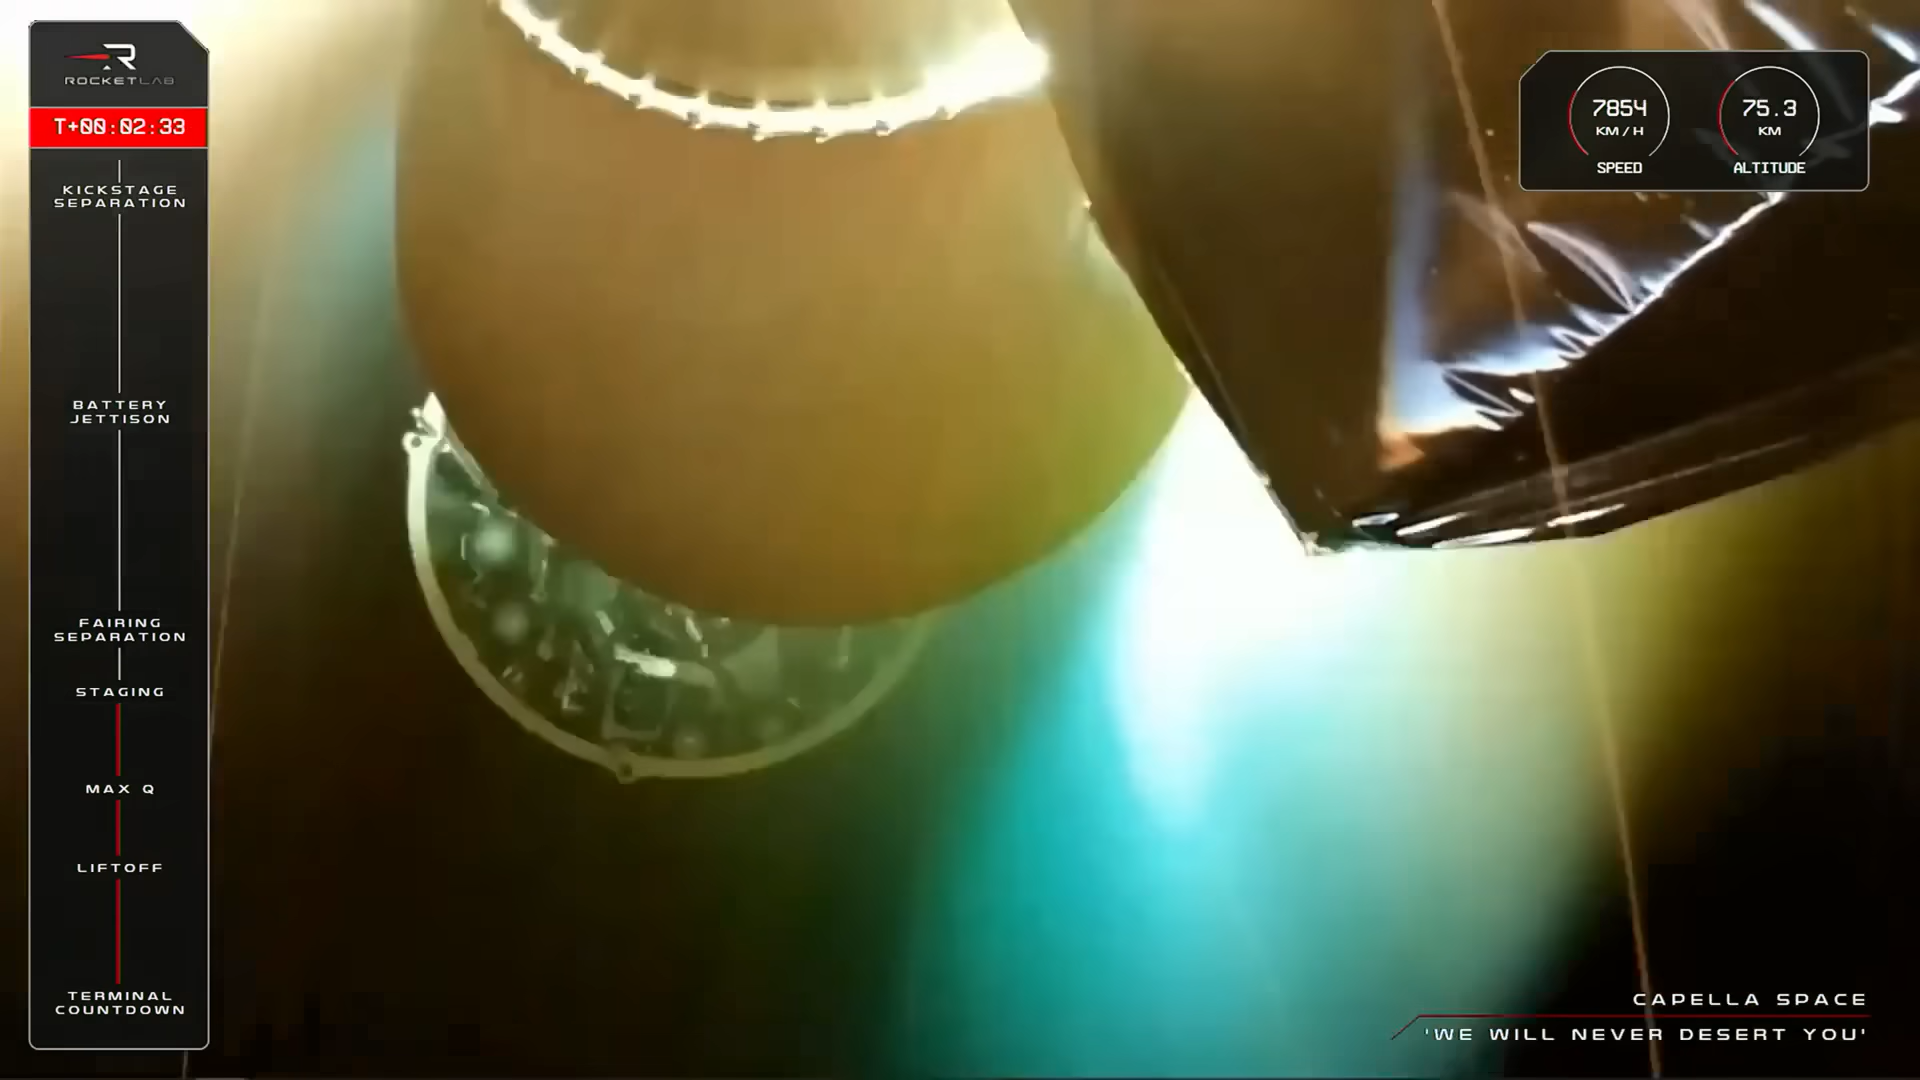 ROCKETLAB
T+00:02:33
KICKSTAGE
SEPARATION
BATTERY
JETTISON
FAIRING
SEPARATION
STAGING
MAX Q
LIFTOFF
TERMINAL
COUNTDOWN
7854
KM/H
SPEED
75.3
KM
ALTITUDE
CAPELLA SPACE
'WE WILL NEVER DESERT YOU'